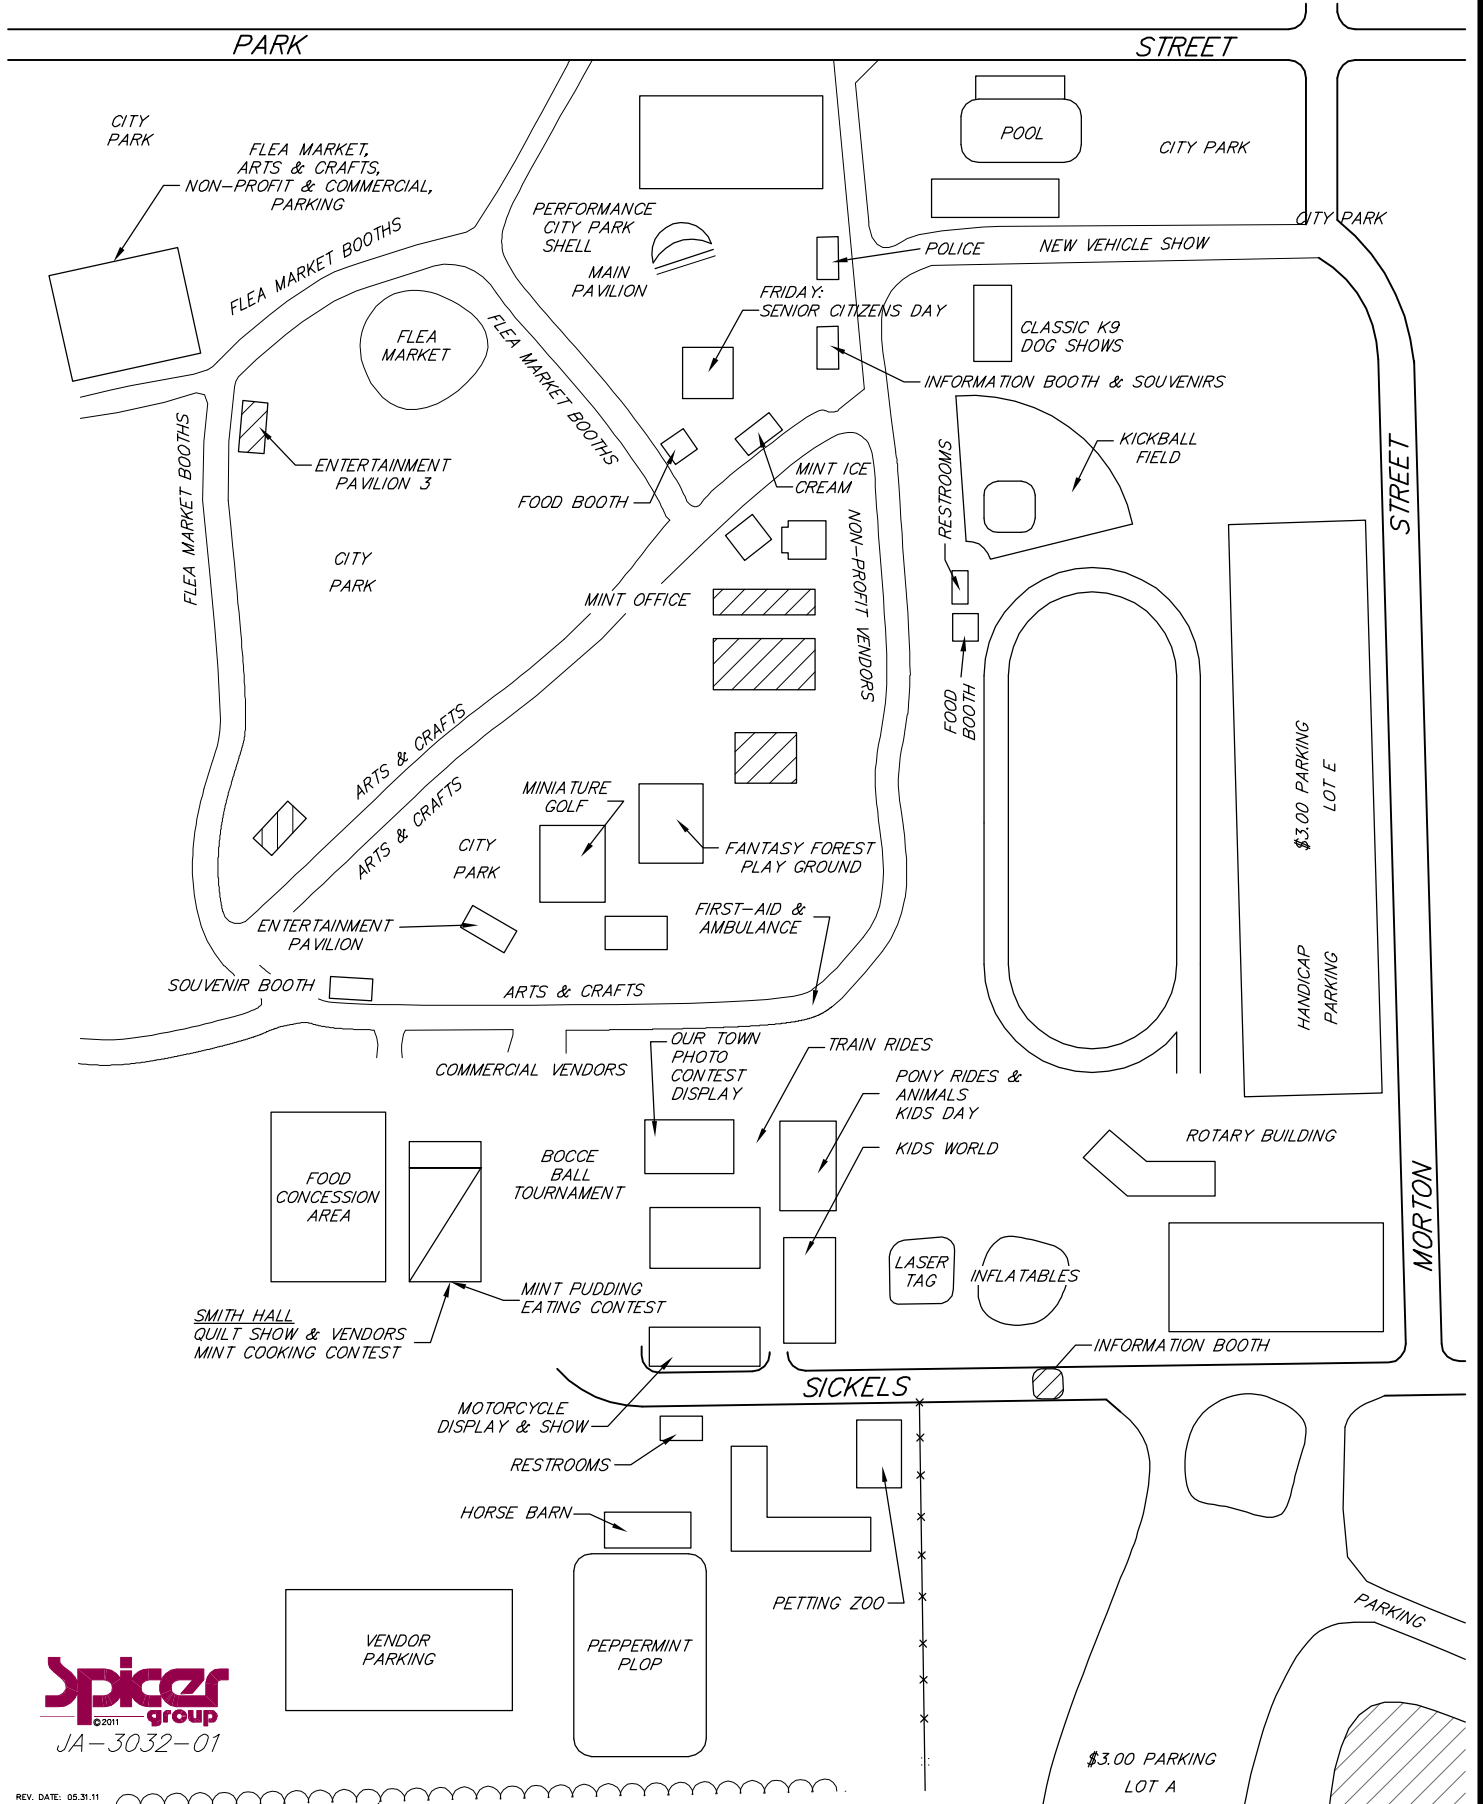 PARK
STREET
CITY
PARK
FLEA MARKET,
ARTS & CRAFTS,
NON-PROFIT & COMMERCIAL,
PARKING
FLEA MARKET BOOTHS
PERFORMANCE
CITY PARK
SHELL
MAIN
PAVILION
POOL
CITY PARK
CITY PARK
POLICE
NEW VEHICLE SHOW
FRIDAY:
SENIOR CITIZENS DAY
CLASSIC K9
DOG SHOWS
INFORMATION BOOTH & SOUVENIRS
FLEA
MARKET
FLEA MARKET BOOTHS
FLEA MARKET BOOTHS
ENTERTAINMENT
PAVILION 3
FOOD BOOTH
MINT ICE
CREAM
KICKBALL
FIELD
RESTROOMS
STREET
NON-PROFIT VENDORS
CITY
PARK
MINT OFFICE
FOOD
BOOTH
ARTS & CRAFTS
ARTS & CRAFTS
MINIATURE
GOLF
CITY
PARK
FANTASY FOREST
PLAY GROUND
$3.00 PARKING
LOT E
HANDICAP
PARKING
ENTERTAINMENT
PAVILION
FIRST-AID &
AMBULANCE
SOUVENIR BOOTH
ARTS & CRAFTS
COMMERCIAL VENDORS
OUR TOWN
PHOTO
CONTEST
DISPLAY
TRAIN RIDES
PONY RIDES &
ANIMALS
KIDS DAY
KIDS WORLD
ROTARY BUILDING
FOOD
CONCESSION
AREA
BOCCE
BALL
TOURNAMENT
MORTON
LASER
TAG
INFLATABLES
MINT PUDDING
EATING CONTEST
SMITH HALL
QUILT SHOW & VENDORS
MINT COOKING CONTEST
INFORMATION BOOTH
SICKELS
MOTORCYCLE
DISPLAY & SHOW
RESTROOMS
HORSE BARN
PETTING ZOO
PARKING
VENDOR
PARKING
PEPPERMINT
PLOP
Spicer
group
©2011
JA-3032-01
$3.00 PARKING
LOT A
REV. DATE: 05.31.11